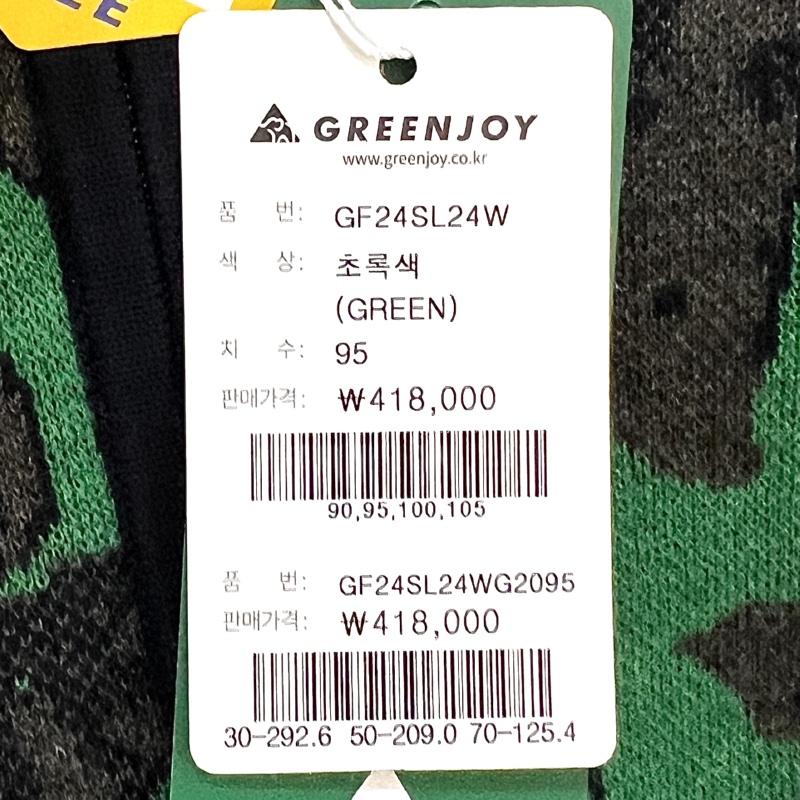 EE
GREENJOY
www.greenjoy.co.kr
품 번: GF24SL24W
색 상: 초록색
(GREEN)
치 수: 95
판매가격: ₩418,000
90,95,100,105
품 번: GF24SL24WG2095
판매가격: ₩418,000
30-292.6 50-209.0 70-125.4